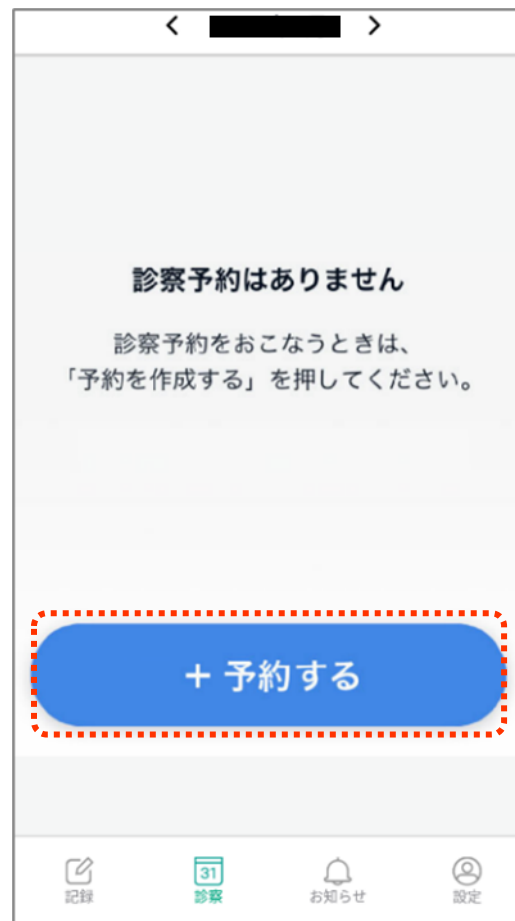 診察予約はありません
診察予約をおこなうときは、
「予約を作成する」を押してください。
+ 予約する
31
記録
診察
お知らせ
設定